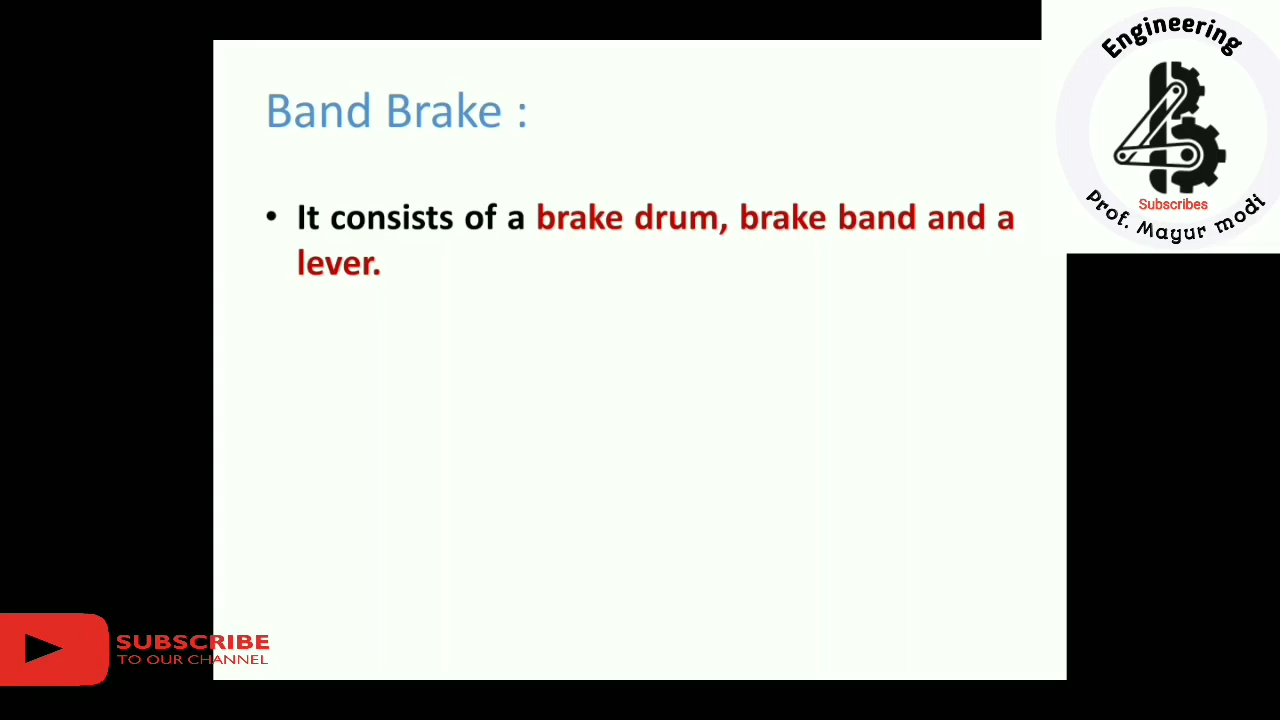 Band Brake :
• It consists of a brake drum, brake band and a
lever.
Engineering
Subscribes
Prof. Mayur modi
SUBSCRIBE
TO OUR CHANNEL